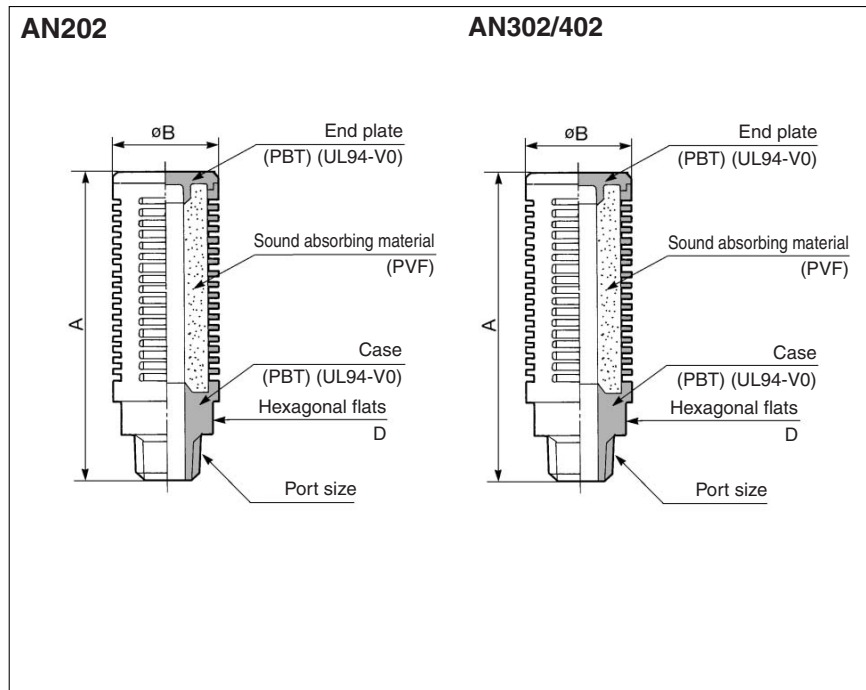 AN202
øB
End plate
(PBT) (UL94-V0)
Sound absorbing material
(PVF)
A
Case
(PBT) (UL94-V0)
Hexagonal flats
D
Port size
AN302/402
øB
End plate
(PBT) (UL94-V0)
Sound absorbing material
(PVF)
A
Case
(PBT) (UL94-V0)
Hexagonal flats
D
Port size